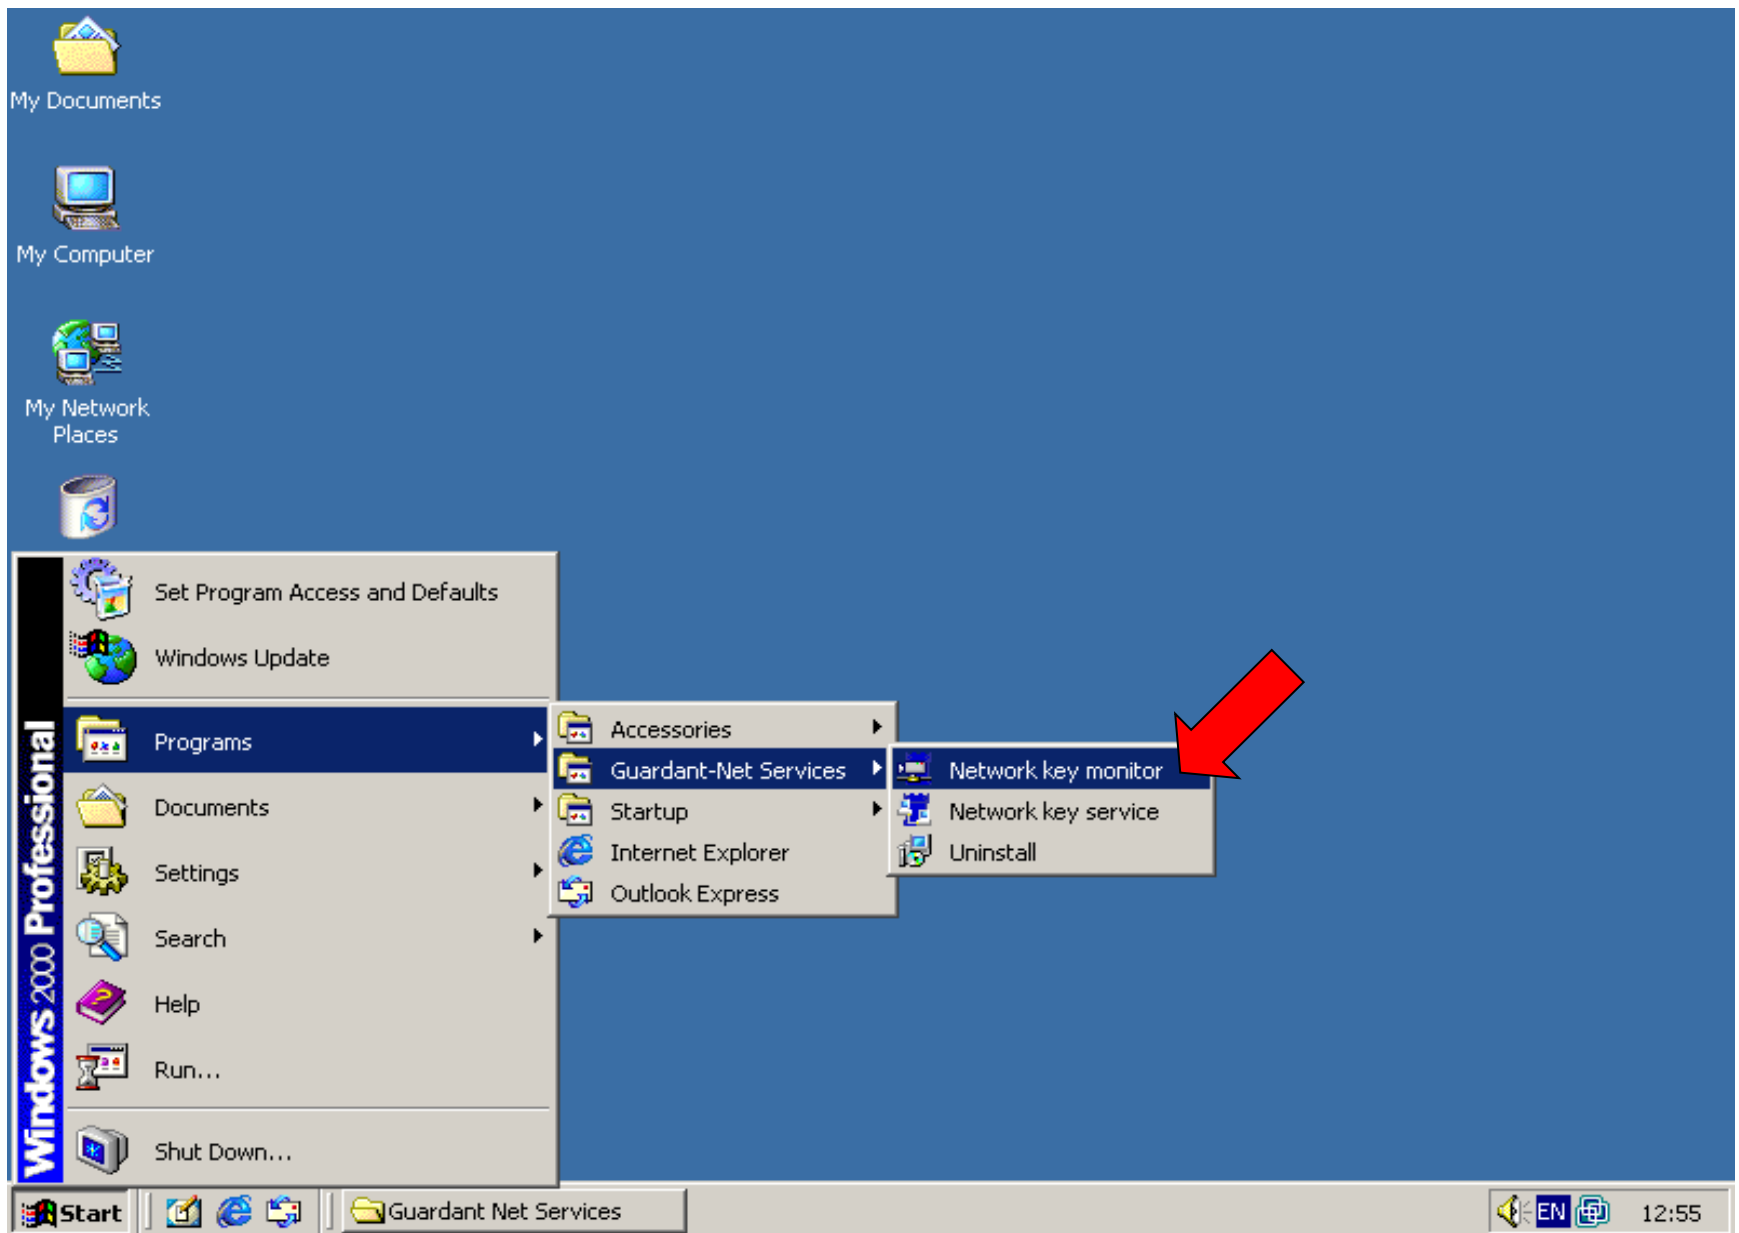 My Documents
My Computer
My Network
Places
Set Program Access and Defaults
Windows Update
Programs
Documents
Settings
Search
Help
Run...
Shut Down...
Windows 2000 Professional
Accessories
Guardant-Net Services
Startup
Internet Explorer
Outlook Express
Network key monitor
Network key service
Uninstall
Start
Guardant Net Services
EN
12:55